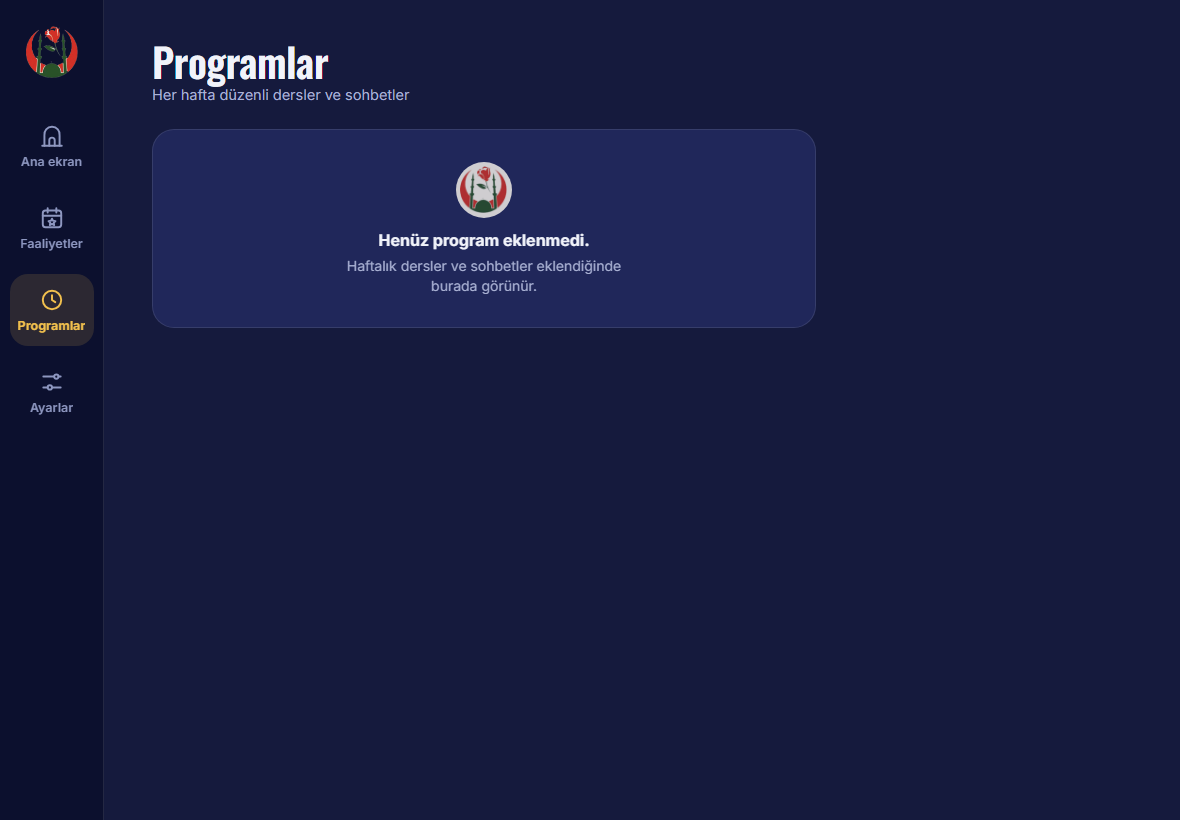 Programlar
Her hafta düzenli dersler ve sohbetler
Henüz program eklenmedi.
Haftalık dersler ve sohbetler eklendiğinde
burada görünür.
Ana ekran
Faaliyetler
Programlar
Ayarlar